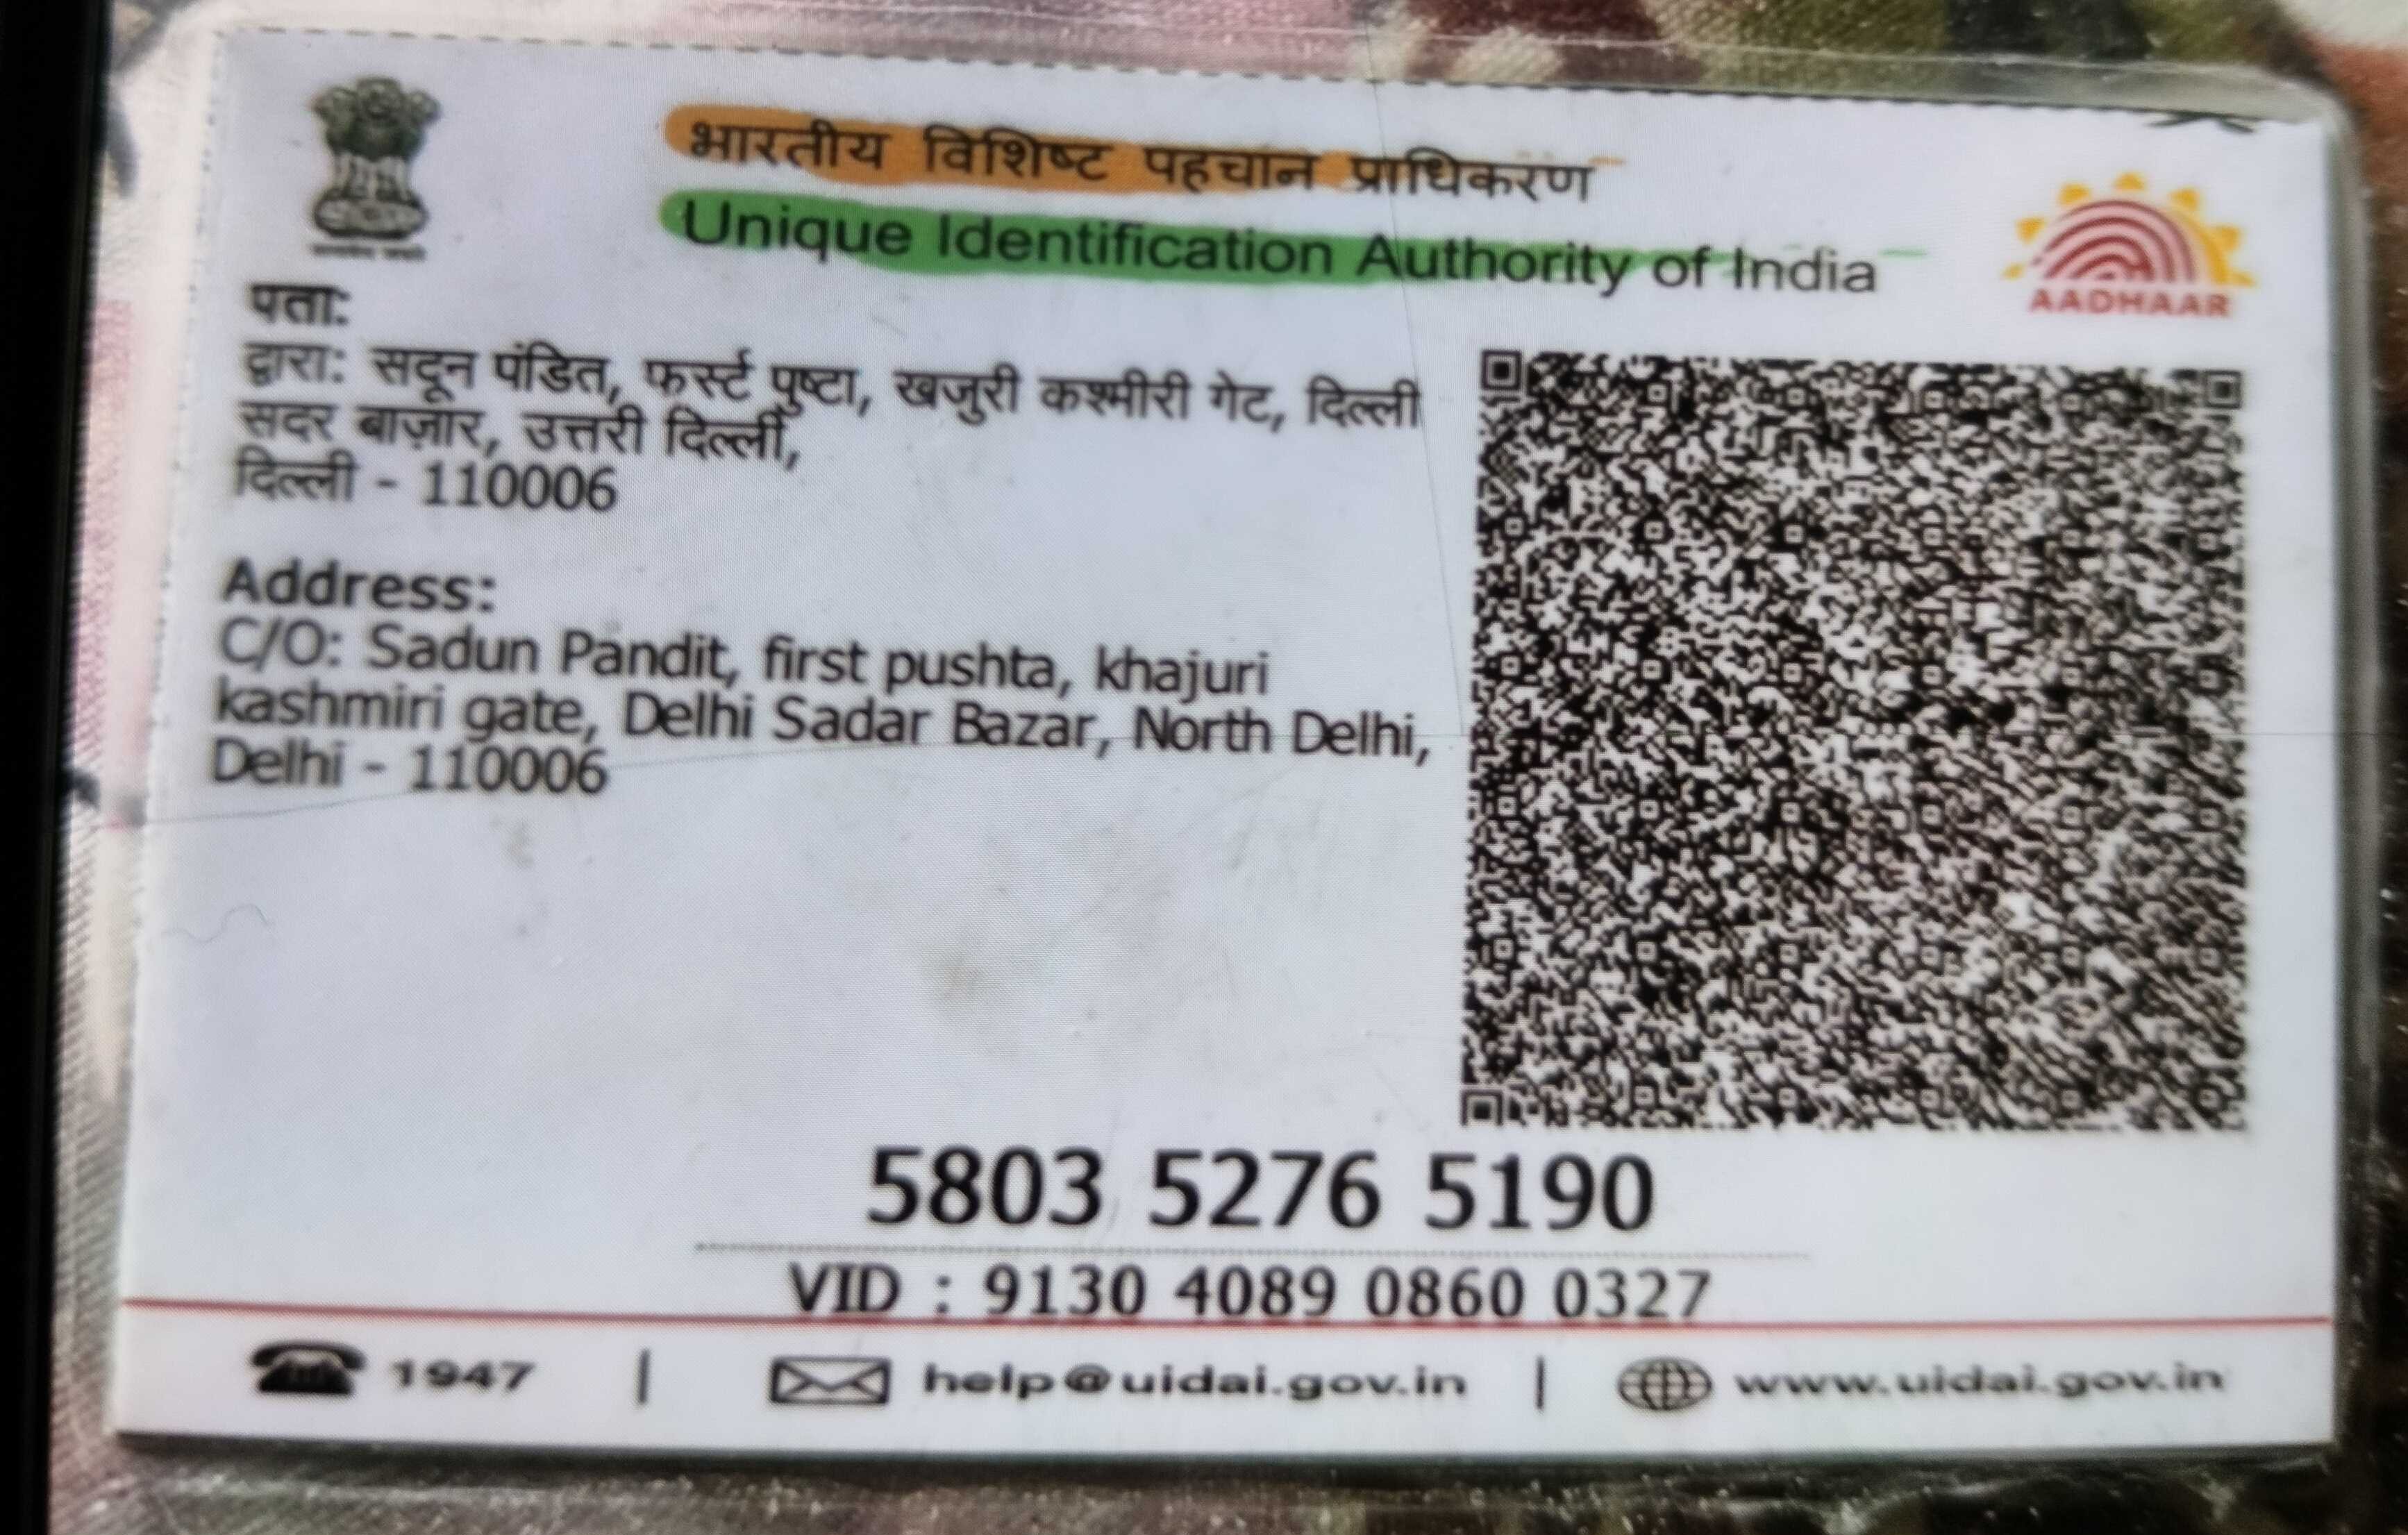 भारतीय विशिष्ट पहचान प्राधिकरण
Unique Identification Authority of India
AADHAAR
पता:
द्वारा: सदून पंडित, फर्स्ट पुष्टा, खजुरी कश्मीरी गेट, दिल्ली
सदर बाज़ार, उत्तरी दिल्ली,
दिल्ली - 110006
Address:
C/O: Sadun Pandit, first pushta, khajuri
kashmiri gate, Delhi Sadar Bazar, North Delhi,
Delhi - 110006
5803 5276 5190
VID : 9130 4089 0860 0327
1947 | help@uidai.gov.in | www.uidai.gov.in